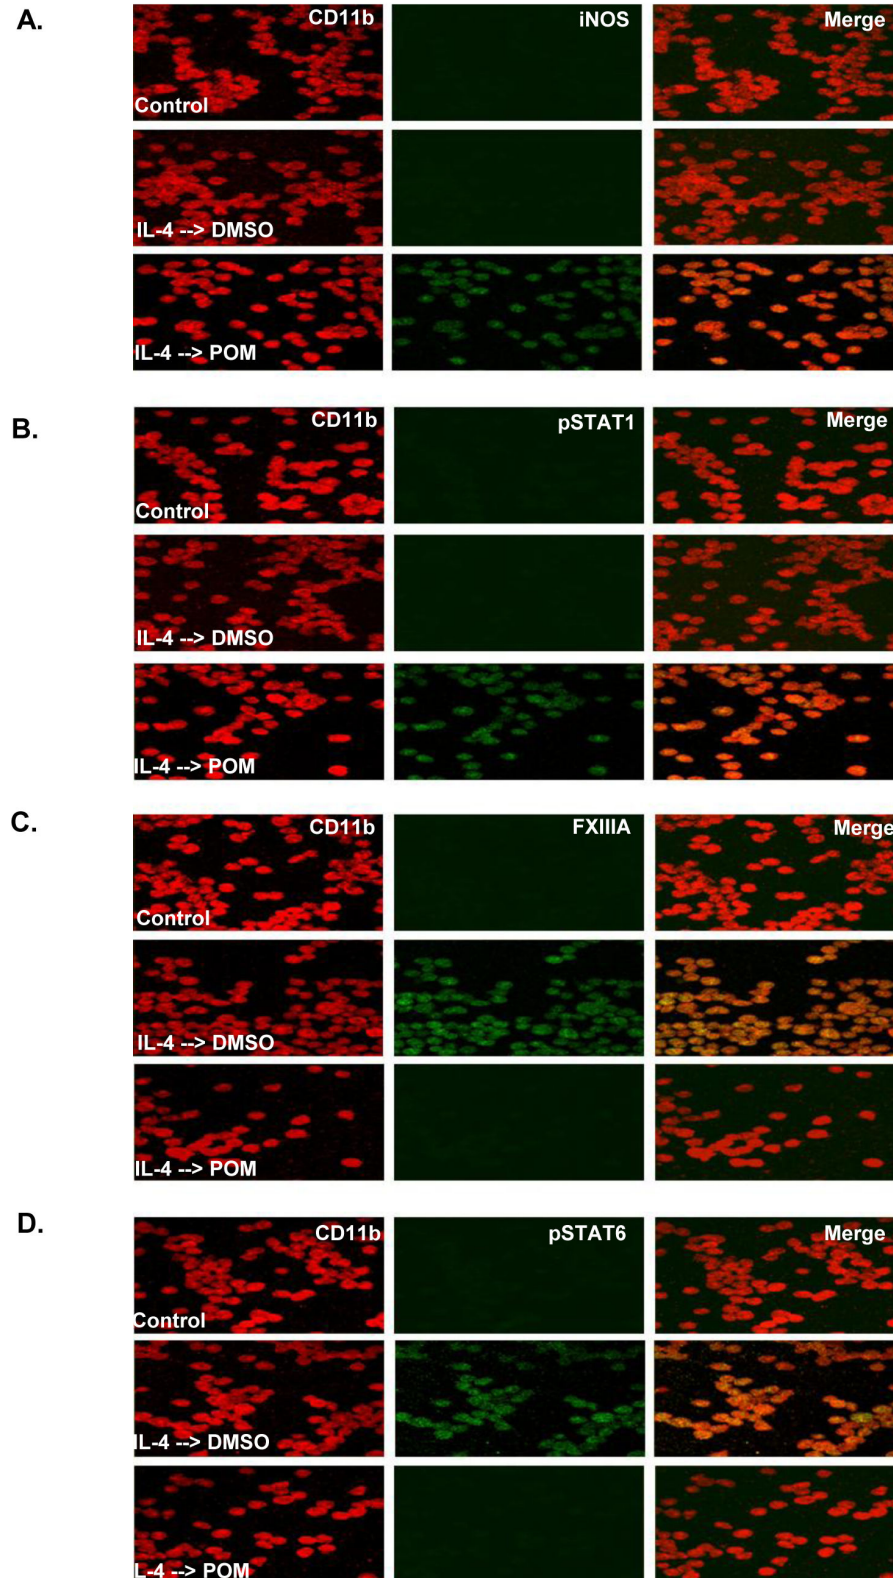 A.
CD11b iNOS Merge
Control
IL-4 --> DMSO
IL-4 --> POM
B.
CD11b pSTAT1 Merge
Control
IL-4 --> DMSO
IL-4 --> POM
C.
CD11b FXIIIA Merge
Control
IL-4 --> DMSO
IL-4 --> POM
D.
CD11b pSTAT6 Merge
Control
IL-4 --> DMSO
L-4 --> POM